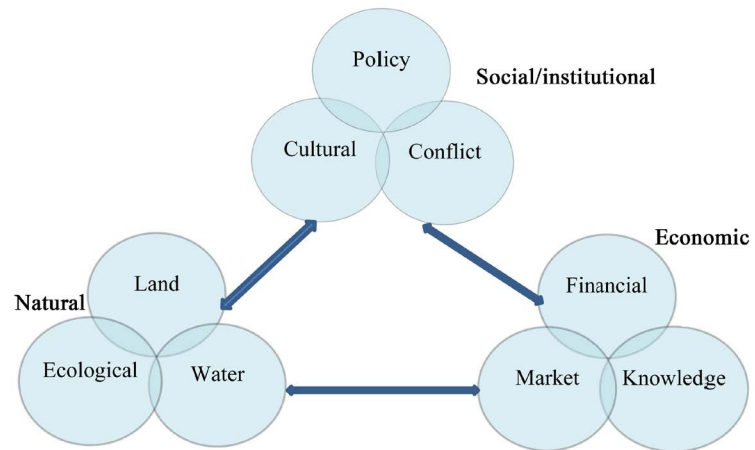 Policy
Social/institutional
Cultural
Conflict
Economic
Land
Financial
Natural
Ecological
Water
Market
Knowledge